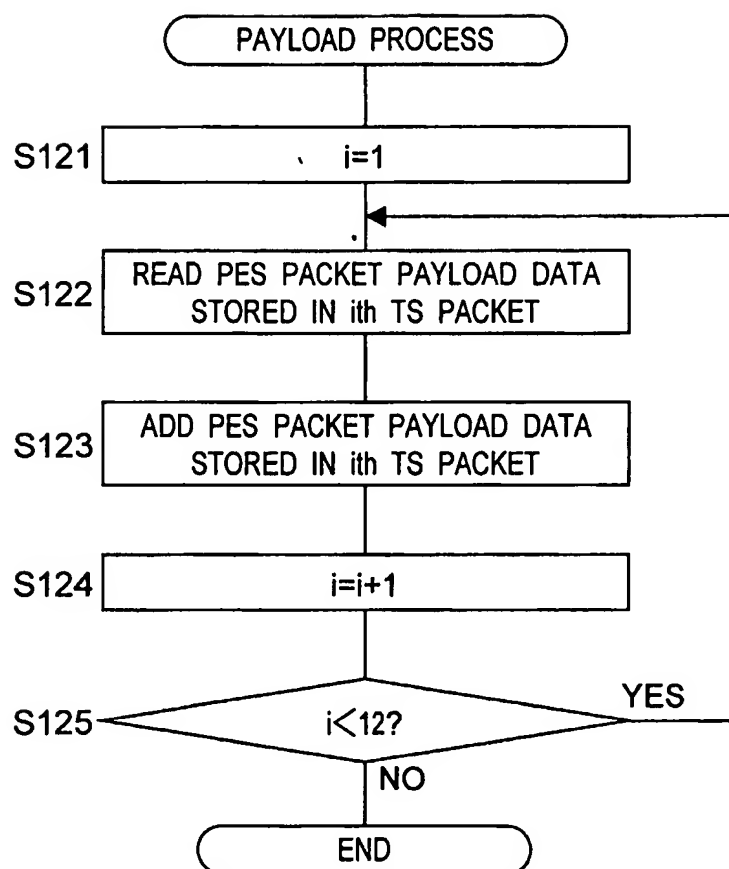 PAYLOAD PROCESS
S121
i=1
S122
READ PES PACKET PAYLOAD DATA
STORED IN ith TS PACKET
S123
ADD PES PACKET PAYLOAD DATA
STORED IN ith TS PACKET
S124
i=i+1
S125
i<12?
YES
NO
END